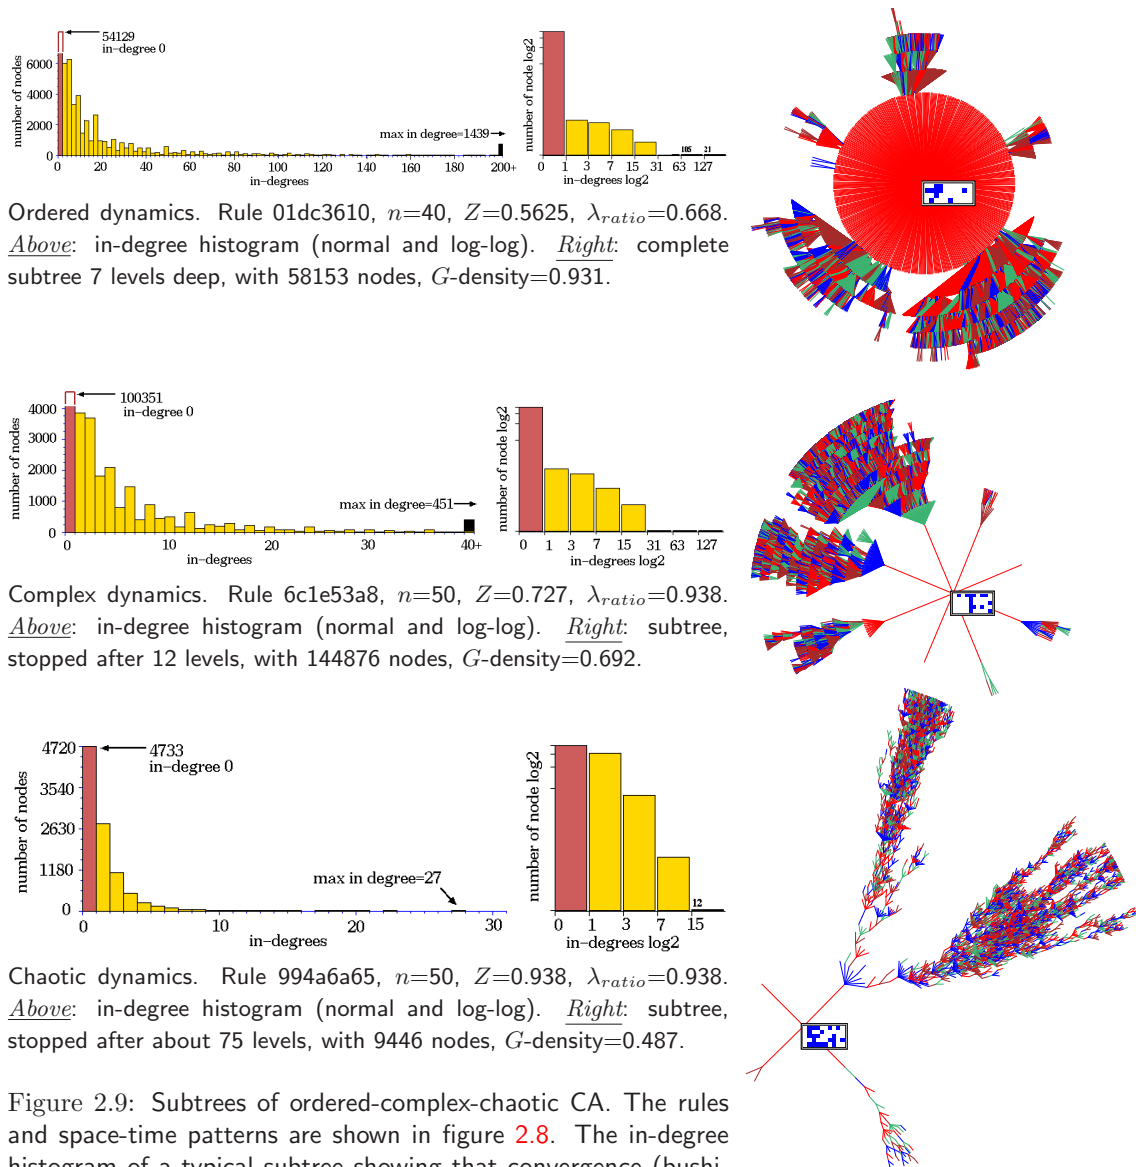 54129
in–degree 0
number of nodes
6000
4000
2000
0
max in degree=1439
0 20 40 60 80 100 120 140 160 180 200+
in–degrees
number of node log2
105 21
0 1 3 7 15 31 63 127
in–degrees log2
Ordered dynamics. Rule 01dc3610, n=40, Z=0.5625, λratio=0.668.
Above: in-degree histogram (normal and log-log). Right: complete
subtree 7 levels deep, with 58153 nodes, G-density=0.931.
100351
in–degree 0
number of nodes
4000
3000
2000
1000
0
max in degree=451
0 10 20 30 40+
in–degrees
number of node log2
0 1 3 7 15 31 63 127
in–degrees log2
Complex dynamics. Rule 6c1e53a8, n=50, Z=0.727, λratio=0.938.
Above: in-degree histogram (normal and log-log). Right: subtree,
stopped after 12 levels, with 144876 nodes, G-density=0.692.
4733
in–degree 0
number of nodes
4720
3540
2630
1180
0
max in degree=27
0 10 20 30
in–degrees
number of node log2
12
0 1 3 7 15
in–degrees log2
Chaotic dynamics. Rule 994a6a65, n=50, Z=0.938, λratio=0.938.
Above: in-degree histogram (normal and log-log). Right: subtree,
stopped after about 75 levels, with 9446 nodes, G-density=0.487.
Figure 2.9: Subtrees of ordered-complex-chaotic CA. The rules
and space-time patterns are shown in figure 2.8. The in-degree
histogram of a typical subtree showing that convergence (bushi-